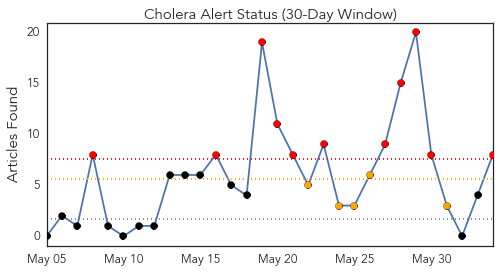 Cholera Alert Status (30-Day Window)
Articles Found
20
15
10
5
0
May 05
May 10
May 15
May 20
May 25
May 30